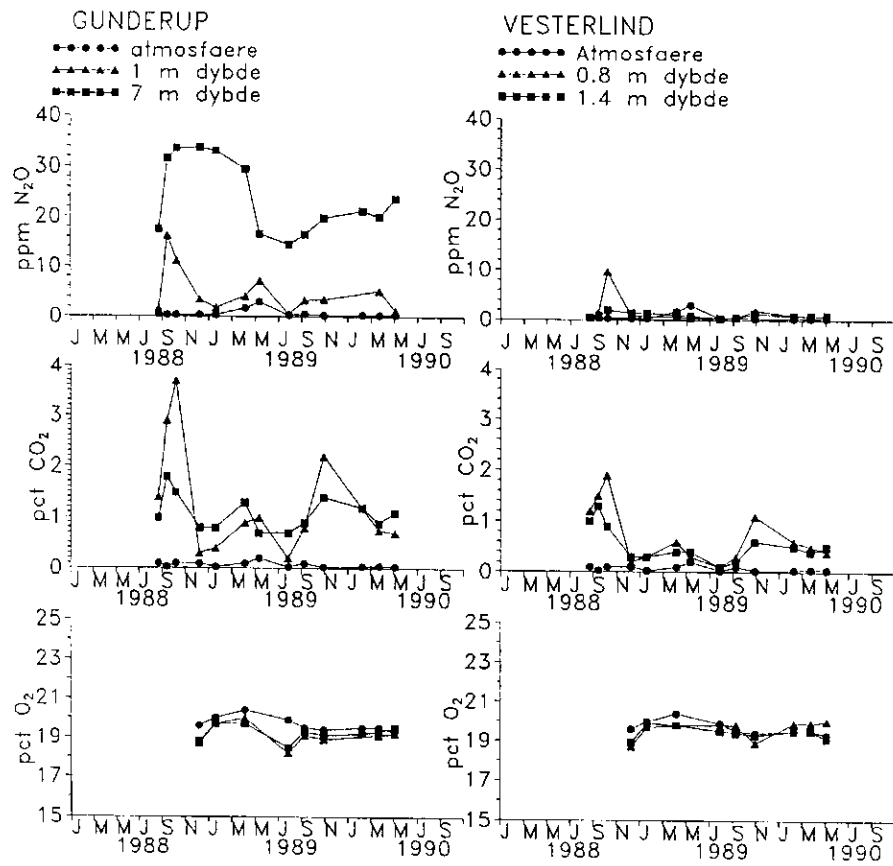 GUNDERUP
atmosfaere
1 m dybde
7 m dybde
VESTERLIND
Atmosfaere
0.8 m dybde
1.4 m dybde
40
30
20
10
0
ppm N₂O
J M M J S N J M M J S N J M M J S
1988 1989 1990
40
30
20
10
0
ppm N₂O
J M M J S N J M M J S N J M M J S
1988 1989 1990
4
3
2
1
0
pct CO₂
J M M J S N J M M J S N J M M J S
1988 1989 1990
4
3
2
1
0
pct CO₂
J M M J S N J M M J S N J M M J S
1988 1989 1990
25
23
21
19
17
15
pct O₂
J M M M J S N J M M J S N J M M J S
1988 1989 1990
25
23
21
19
17
15
pct O₂
J M M J S N J M M J S N J M M J S
1988 1989 1990